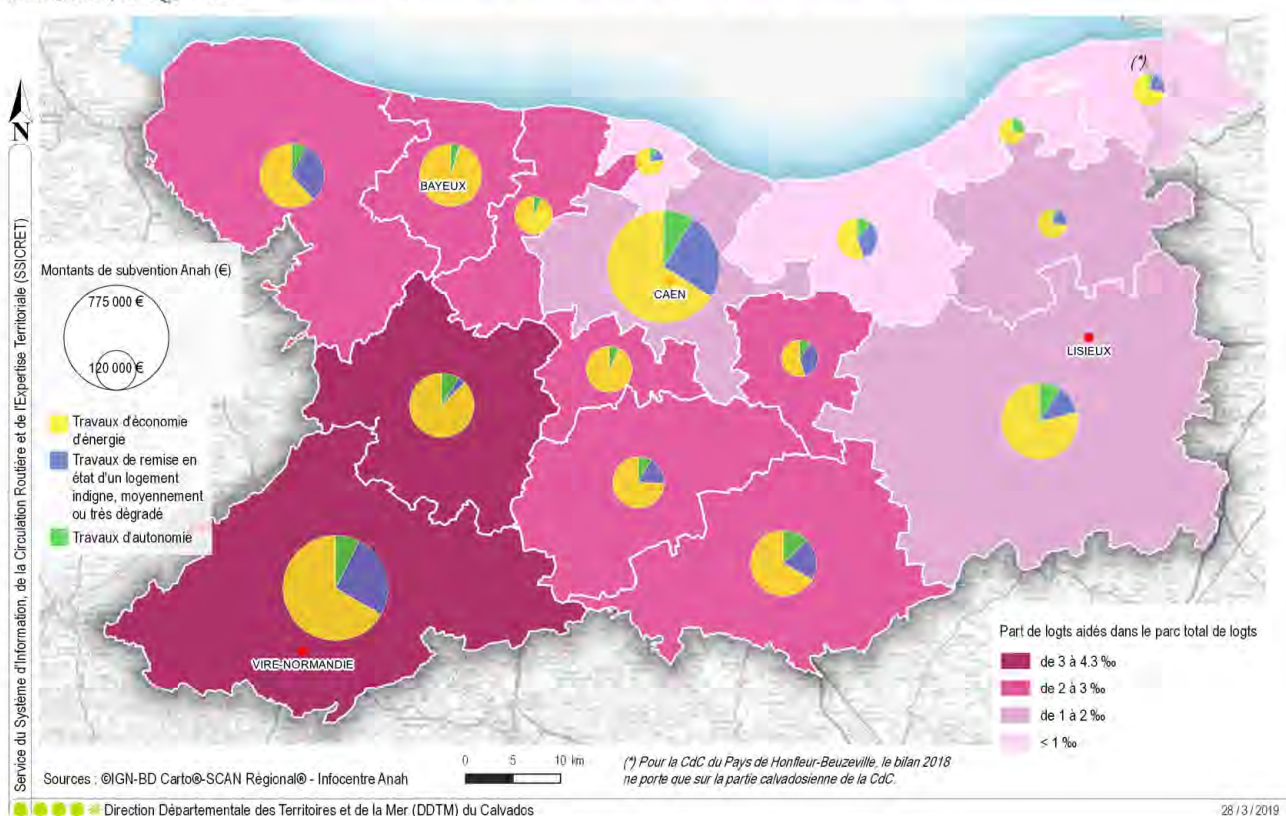 (*)
BAYEUX
CAEN
LISIEUX
VIRE-NORMANDIE
N
Service du Système d'Information, de la Circulation Routière et de l'Expertise Territoriale (SSICRET)
Montants de subvention Anah (€)
775 000 €
120 000 €
Travaux d'économie
d'énergie
Travaux de remise en
état d'un logement
indigne, moyennement
ou très dégradé
Travaux d'autonomie
Part de logts aidés dans le parc total de logts
de 3 à 4.3 ‰
de 2 à 3 ‰
de 1 à 2 ‰
< 1 ‰
0 5 10 km
(*) Pour la CdC du Pays de Honfleur-Beuzeville, le bilan 2018
ne porte que sur la partie calvadosienne de la CdC.
Sources : ©IGN-BD Carto®-SCAN Régional® - Infocentre Anah
Direction Départementale des Territoires et de la Mer (DDTM) du Calvados
28 / 3 / 2019